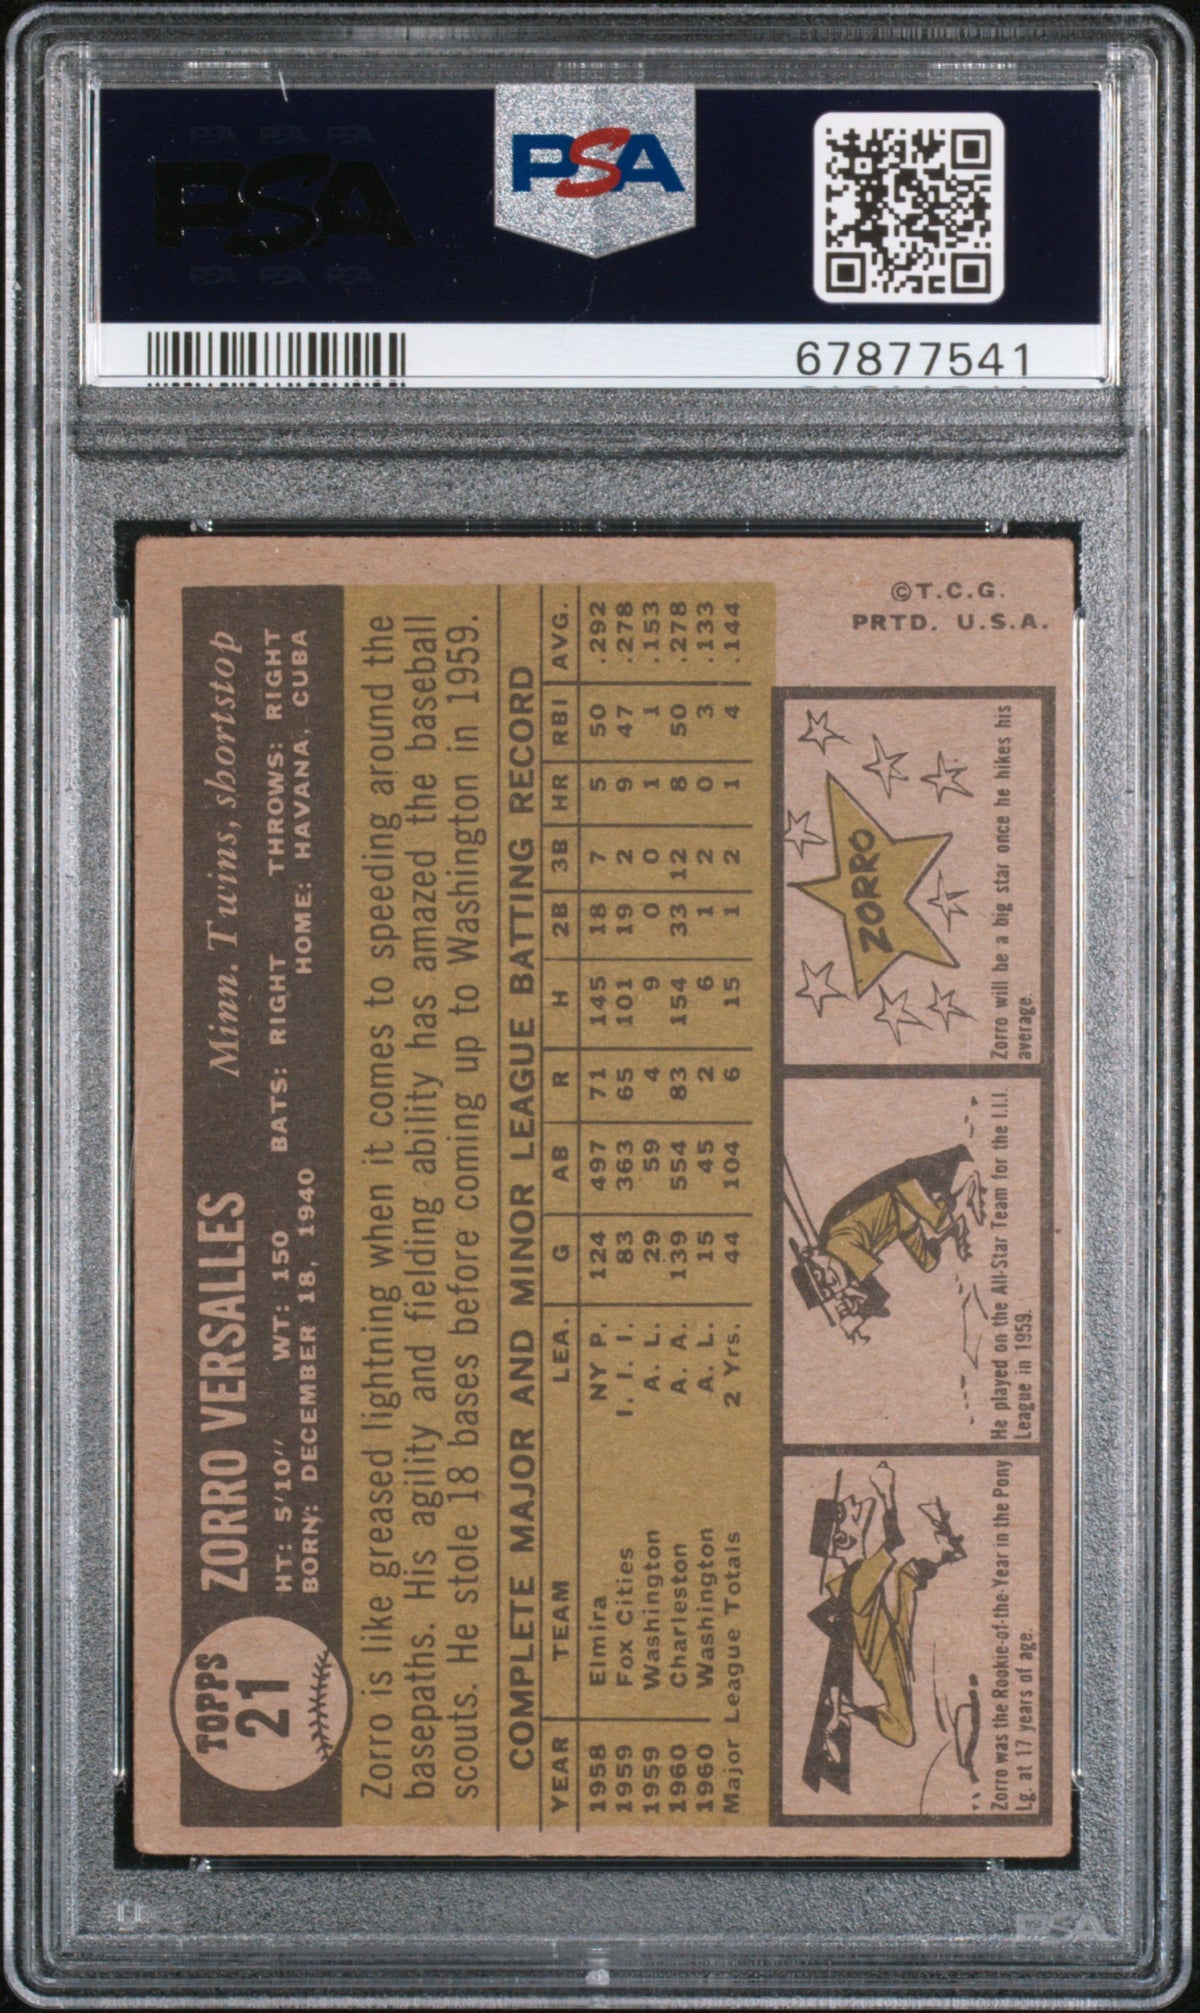 PSA PSA PSA
PSA
PSA PSA PSA
PSA
67877541
TOPPS
21
ZORRO VERSALLES Minn. Twins, shortstop
HT: 5'10" WT: 150 BATS: RIGHT THROWS: RIGHT
BORN: DECEMBER 18, 1940 HOME: HAVANA, CUBA
Zorro is like greased lightning when it comes to speeding around the
basepaths. His agility and fielding ability has amazed the baseball
scouts. He stole 18 bases before coming up to Washington in 1959.
COMPLETE MAJOR AND MINOR LEAGUE BATTING RECORD
YEAR TEAM LEA. G AB R H 2B 3B HR RBI AVG.
1958 Elmira NY P. 124 497 71 145 18 7 5 50 .292
1959 Fox Cities I. I. I. 83 363 65 101 19 2 9 47 .278
1959 Washington A. L. 29 59 4 9 0 0 1 1 .153
1960 Charleston A. A. 139 554 83 154 33 12 8 50 .278
1960 Washington A. L. 15 45 2 6 1 2 0 3 .133
Major League Totals 2 Yrs. 44 104 6 15 1 2 1 4 .144
Zorro was the Rookie-of-the-Year in the Pony
Lg. at 17 years of age.
He played on the All-Star Team for the I.I.I.
League in 1959.
ZORRO
Zorro will be a big star once he hikes his
average.
©T.C.G.
PRTD. U.S.A.
PSA